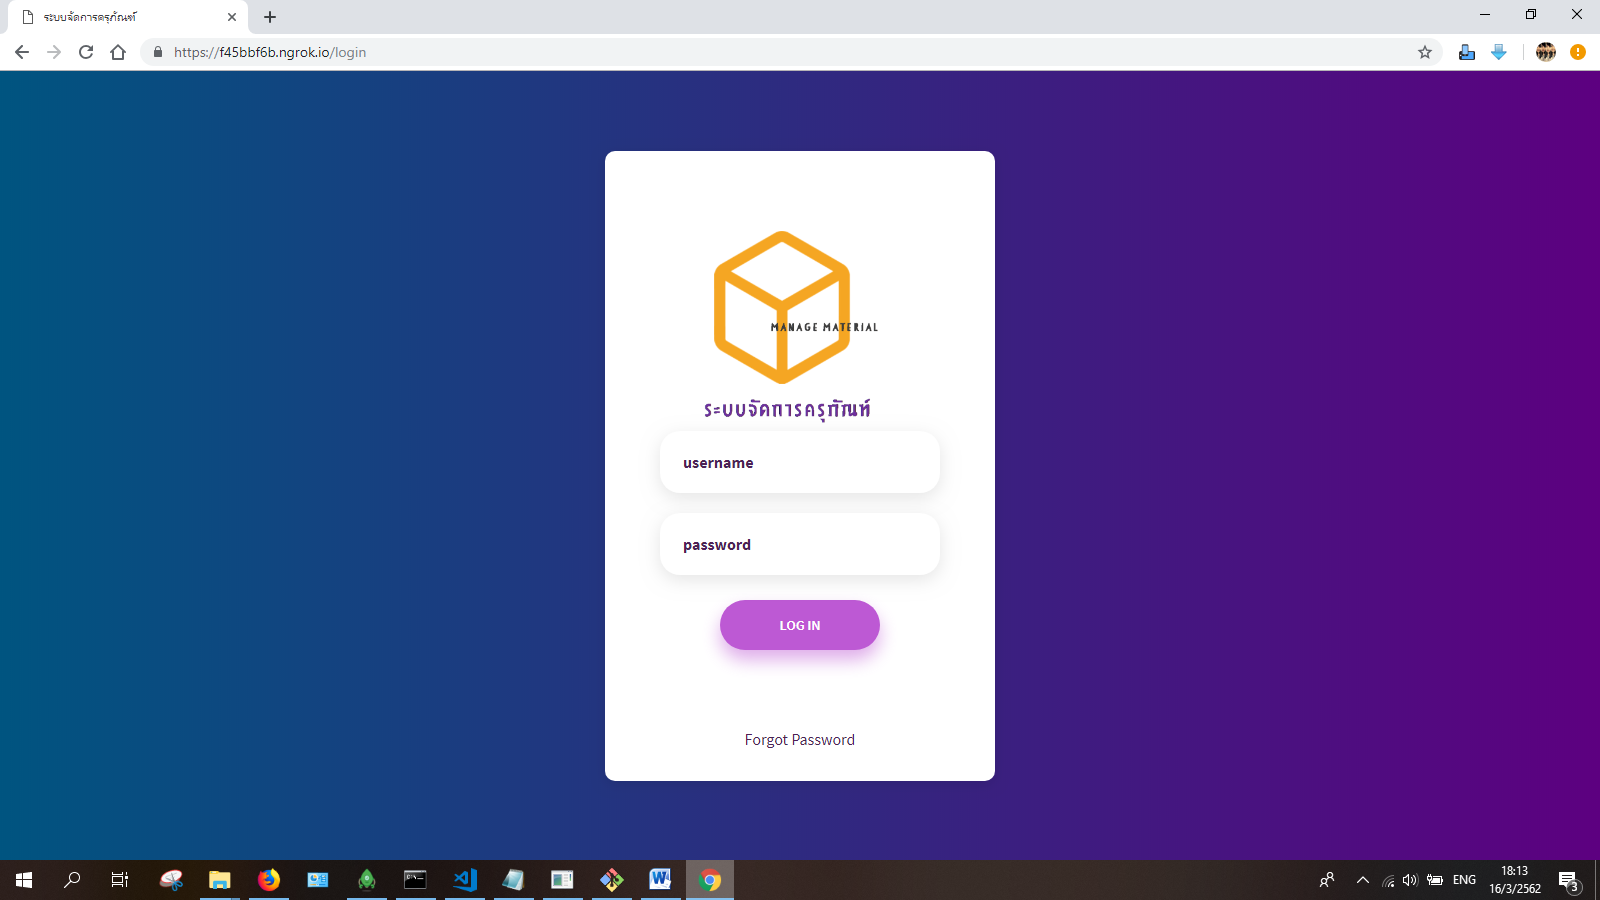 ระบบจัดการครุภัณฑ์
https://f45bbf6b.ngrok.io/login
MANAGE MATERIAL
ระบบจัดการครุภัณฑ์
username
password
LOG IN
Forgot Password
ENG
18:13
16/3/2562
3